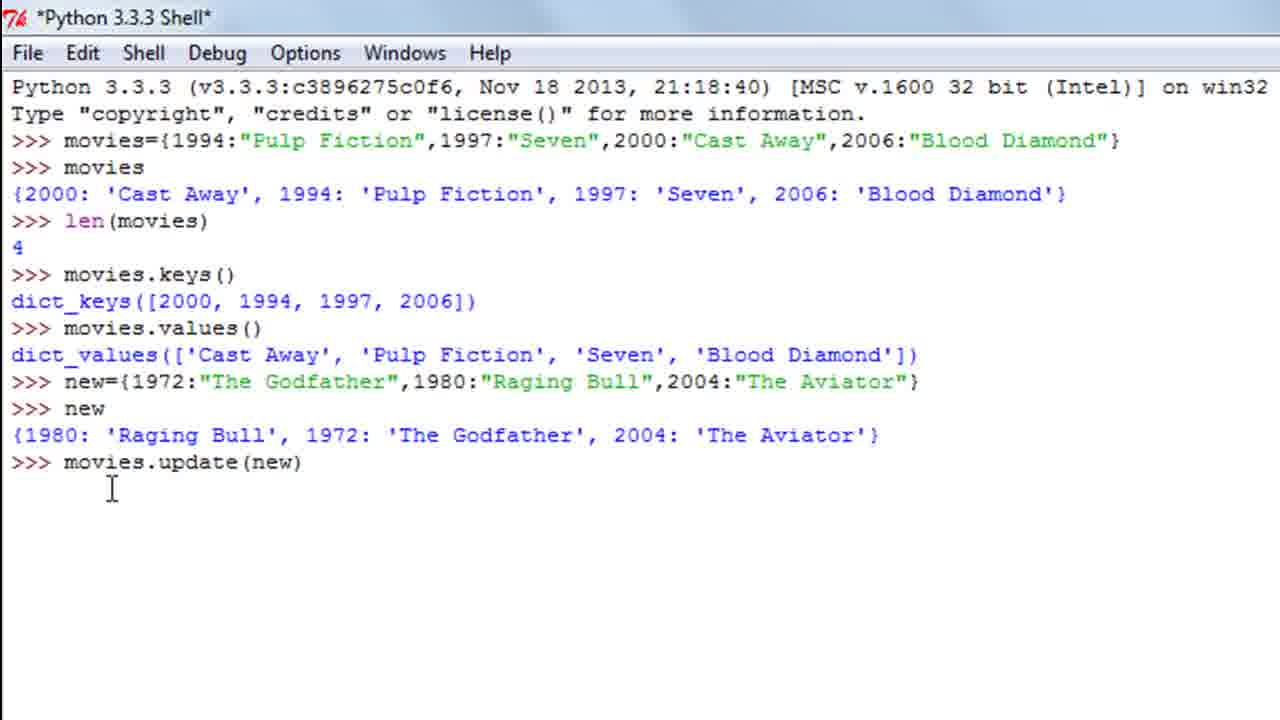 *Python 3.3.3 Shell*
File Edit Shell Debug Options Windows Help
Python 3.3.3 (v3.3.3:c3896275c0f6, Nov 18 2013, 21:18:40) [MSC v.1600 32 bit (Intel)] on win32
Type "copyright", "credits" or "license()" for more information.
>>> movies={1994:"Pulp Fiction",1997:"Seven",2000:"Cast Away",2006:"Blood Diamond"}
>>> movies
{2000: 'Cast Away', 1994: 'Pulp Fiction', 1997: 'Seven', 2006: 'Blood Diamond'}
>>> len(movies)
4
>>> movies.keys()
dict_keys([2000, 1994, 1997, 2006])
>>> movies.values()
dict_values(['Cast Away', 'Pulp Fiction', 'Seven', 'Blood Diamond'])
>>> new={1972:"The Godfather",1980:"Raging Bull",2004:"The Aviator"}
>>> new
{1980: 'Raging Bull', 1972: 'The Godfather', 2004: 'The Aviator'}
>>> movies.update(new)